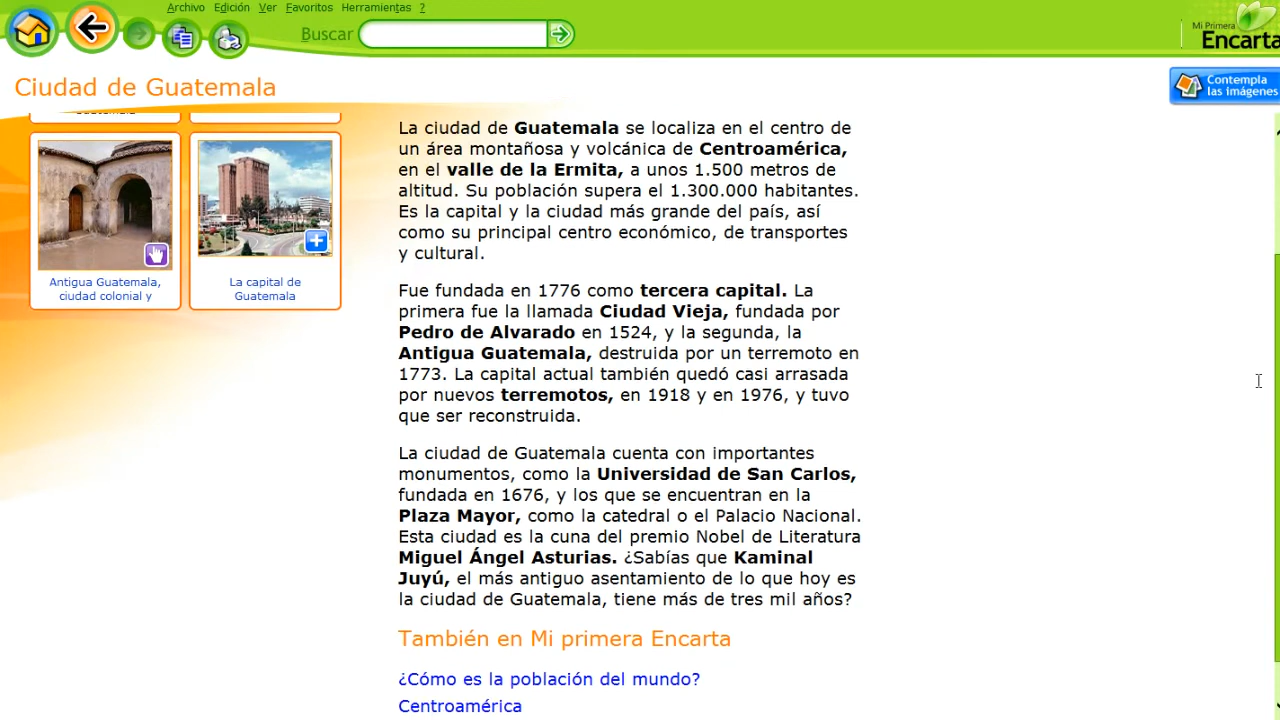 Archivo Edición Ver Favoritos Herramientas ?
Buscar
Mi Primera
Encarta
Ciudad de Guatemala
Contempla
las imágenes
Guatemala
Antigua Guatemala,
ciudad colonial y
La capital de
Guatemala
La ciudad de Guatemala se localiza en el centro de
un área montañosa y volcánica de Centroamérica,
en el valle de la Ermita, a unos 1.500 metros de
altitud. Su población supera el 1.300.000 habitantes.
Es la capital y la ciudad más grande del país, así
como su principal centro económico, de transportes
y cultural.
Fue fundada en 1776 como tercera capital. La
primera fue la llamada Ciudad Vieja, fundada por
Pedro de Alvarado en 1524, y la segunda, la
Antigua Guatemala, destruida por un terremoto en
1773. La capital actual también quedó casi arrasada
por nuevos terremotos, en 1918 y en 1976, y tuvo
que ser reconstruida.
La ciudad de Guatemala cuenta con importantes
monumentos, como la Universidad de San Carlos,
fundada en 1676, y los que se encuentran en la
Plaza Mayor, como la catedral o el Palacio Nacional.
Esta ciudad es la cuna del premio Nobel de Literatura
Miguel Ángel Asturias. ¿Sabías que Kaminal
Juyú, el más antiguo asentamiento de lo que hoy es
la ciudad de Guatemala, tiene más de tres mil años?
También en Mi primera Encarta
¿Cómo es la población del mundo?
Centroamérica